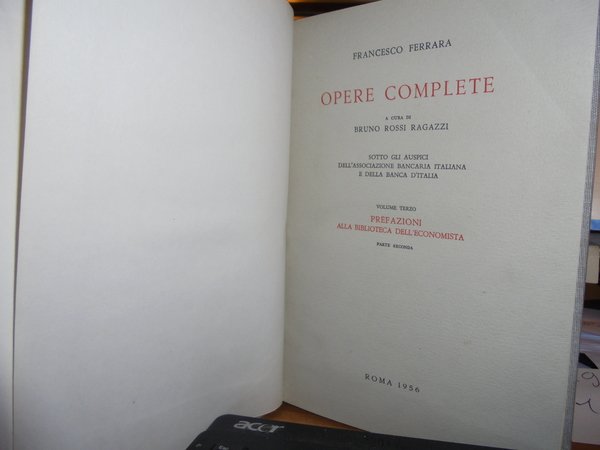 FRANCESCO FERRARA
OPERE COMPLETE
A CURA DI
BRUNO ROSSI RAGAZZI
SOTTO GLI AUSPICI
DELL'ASSOCIAZIONE BANCARIA ITALIANA
E DELLA BANCA D'ITALIA
VOLUME TERZO
PREFAZIONI
ALLA BIBLIOTECA DELL'ECONOMISTA
PARTE SECONDA
ROMA 1956
acer